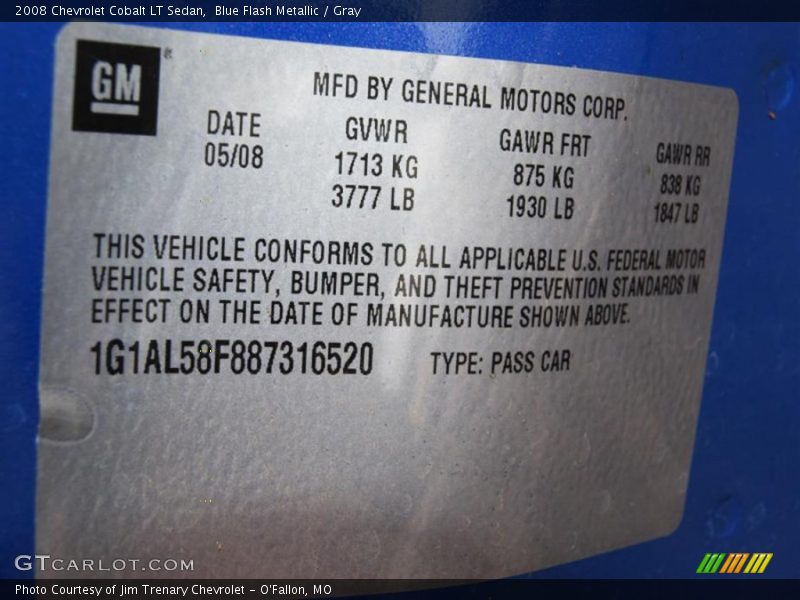 2008 Chevrolet Cobalt LT Sedan,  Blue Flash Metallic / Gray
GM ®
MFD BY GENERAL MOTORS CORP.
DATE GVWR GAWR FRT GAWR RR
05/08 1713 KG 875 KG 838 KG
3777 LB 1930 LB 1847 LB
THIS VEHICLE CONFORMS TO ALL APPLICABLE U.S. FEDERAL MOTOR
VEHICLE SAFETY, BUMPER, AND THEFT PREVENTION STANDARDS IN
EFFECT ON THE DATE OF MANUFACTURE SHOWN ABOVE.
1G1AL58F887316520 TYPE: PASS CAR
GTCARLOT.COM
Photo Courtesy of Jim Trenary Chevrolet - O'Fallon, MO